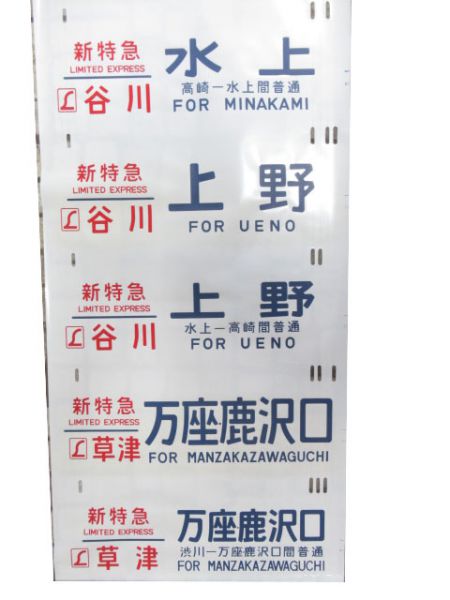 新特急 水上
LIMITED EXPRESS
高崎ー水上間普通
L谷川 FOR MINAKAMI
新特急 上野
LIMITED EXPRESS
L谷川 FOR UENO
新特急 上野
LIMITED EXPRESS
水上ー高崎間普通
L谷川 FOR UENO
新特急 万座鹿沢口
LIMITED EXPRESS
L草津 FOR MANZAKAZAWAGUCHI
新特急 万座鹿沢口
LIMITED EXPRESS
渋川ー万座鹿沢口間普通
L草津 FOR MANZAKAZAWAGUCHI